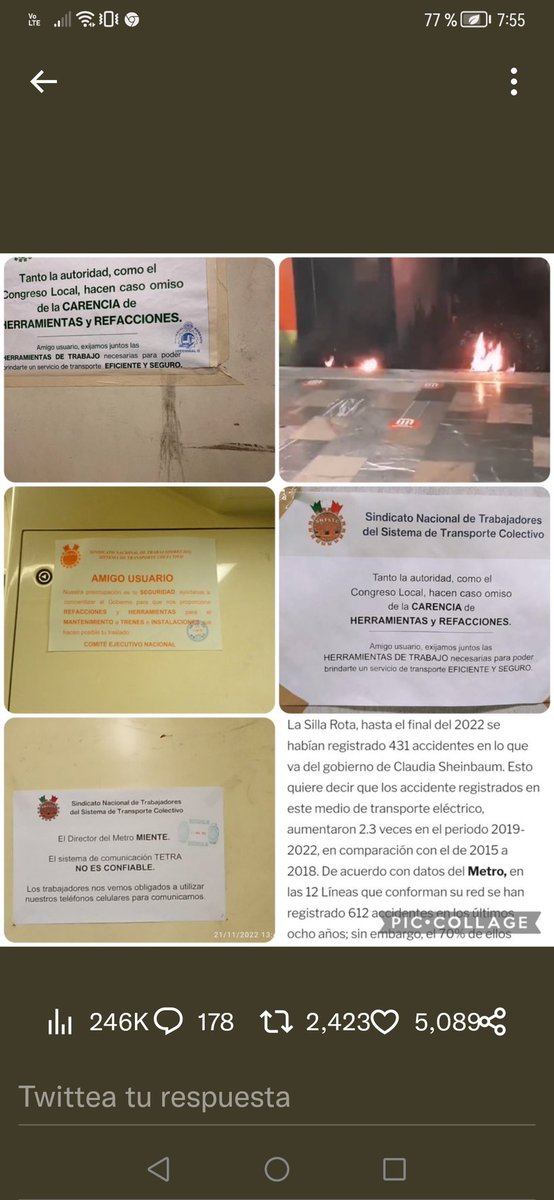 Vo
LTE
77 %
7:55
Tanto la autoridad, como el
Congreso Local, hacen caso omiso
de la CARENCIA de
HERRAMIENTAS y REFACCIONES.
Amigo usuario, exijamos juntos las
HERRAMIENTAS DE TRABAJO necesarias para poder
brindarte un servicio de transporte EFICIENTE Y SEGURO.
SINDICATO NACIONAL DE TRABAJADORES DEL
SISTEMA DE TRANSPORTE COLECTIVO
AMIGO USUARIO
Nuestra preocupación es tu SEGURIDAD, ayúdanos a
concientizar al Gobierno para que nos proporcione
REFACCIONES y HERRAMIENTAS para el
MANTENIMIENTO a TRENES e INSTALACIONES que
hacen posible tu traslado.
COMITÉ EJECUTIVO NACIONAL
Sindicato Nacional de Trabajadores
del Sistema de Transporte Colectivo
Tanto la autoridad, como el
Congreso Local, hacen caso omiso
de la CARENCIA de
HERRAMIENTAS y REFACCIONES.
Amigo usuario, exijamos juntos las
HERRAMIENTAS DE TRABAJO necesarias para poder
brindarte un servicio de transporte EFICIENTE Y SEGURO.
Sindicato Nacional de Trabajadores
del Sistema de Transporte Colectivo
El Director del Metro MIENTE.
El sistema de comunicación TETRA
NO ES CONFIABLE.
Los trabajadores nos vemos obligados a utilizar
nuestros teléfonos celulares para comunicarnos.
21/11/2022 13:
La Silla Rota, hasta el final del 2022 se
habían registrado 431 accidentes en lo que
va del gobierno de Claudia Sheinbaum. Esto
quiere decir que los accidente registrados en
este medio de transporte eléctrico,
aumentaron 2.3 veces en el periodo 2019-
2022, en comparación con el de 2015 a
2018. De acuerdo con datos del Metro, en
las 12 Líneas que conforman su red se han
registrado 612 accidentes en los últimos
ocho años; sin embargo, el 70% de ellos
PIC•COLLAGE
246K 178 2,423 5,089
Twittea tu respuesta